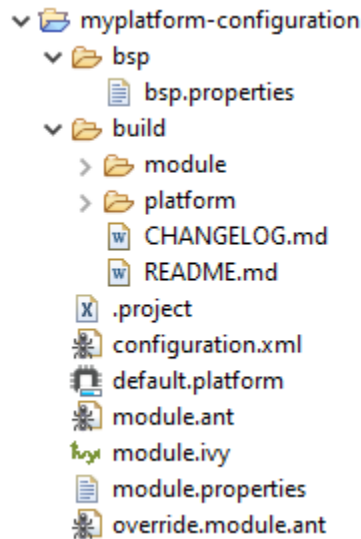 myplatform-configuration
bsp
bsp.properties
build
module
platform
CHANGELOG.md
README.md
.project
configuration.xml
default.platform
module.ant
module.ivy
module.properties
override.module.ant